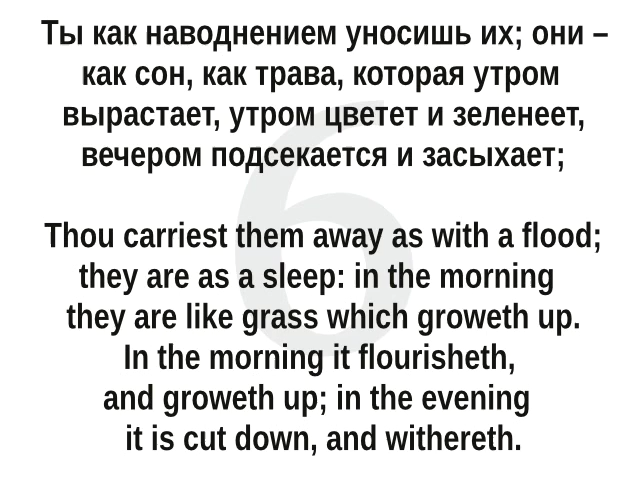 Ты как наводнением уносишь их; они –
как сон, как трава, которая утром
вырастает, утром цветет и зеленеет,
вечером подсекается и засыхает;
Thou carriest them away as with a flood;
they are as a sleep: in the morning
they are like grass which groweth up.
In the morning it flourisheth,
and groweth up; in the evening
it is cut down, and withereth.
6